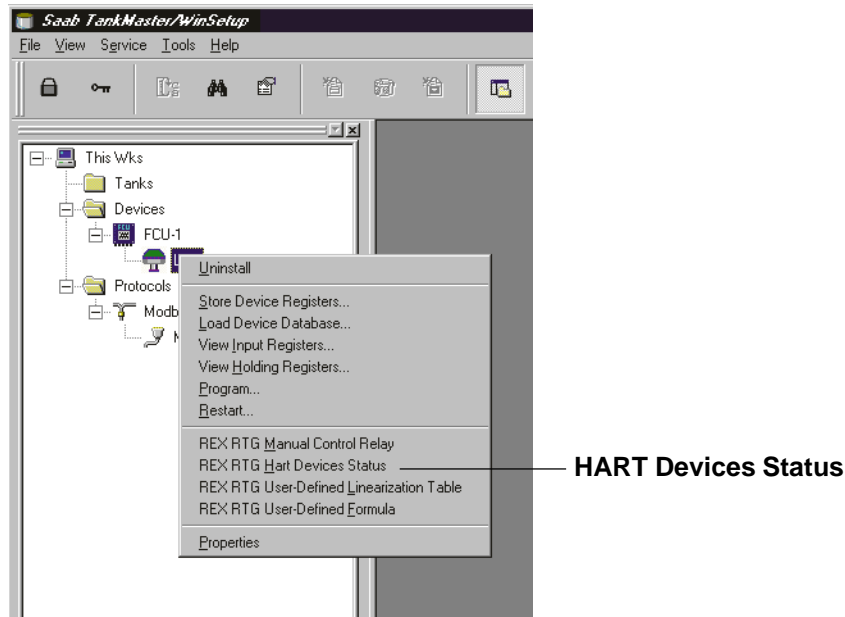 Saab TankMaster/WinSetup
File View Service Tools Help
This Wks
Tanks
Devices
FCU-1
FCU
Protocols
Modb
Uninstall
Store Device Registers...
Load Device Database...
View Input Registers...
View Holding Registers...
Program...
Restart...
REX RTG Manual Control Relay
REX RTG Hart Devices Status
HART Devices Status
REX RTG User-Defined Linearization Table
REX RTG User-Defined Formula
Properties